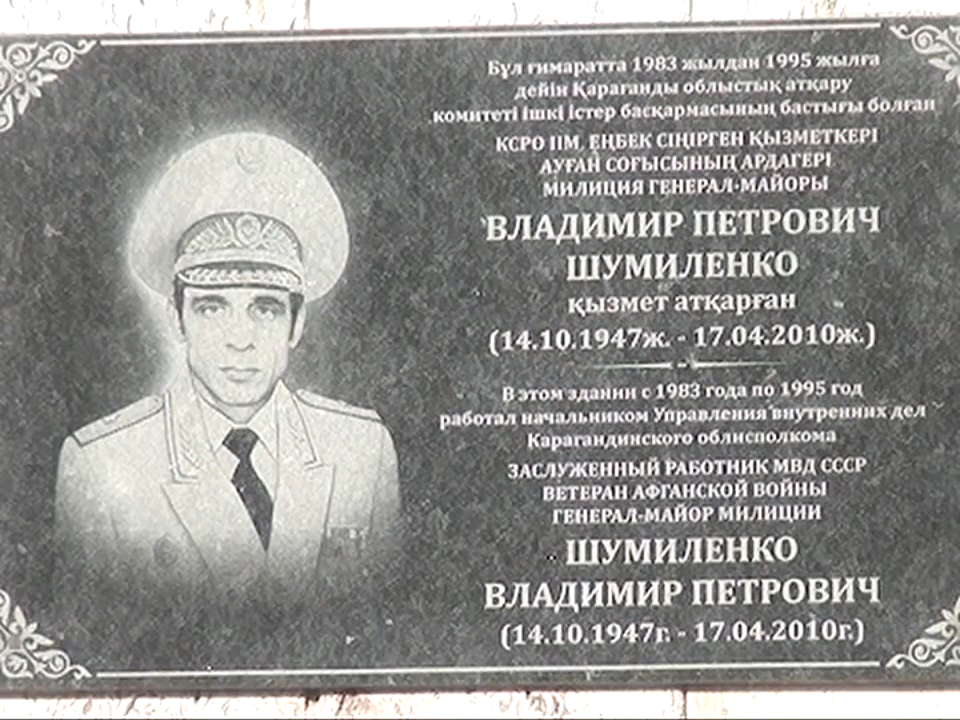 Бұл ғимаратта 1983 жылдан 1995 жылға
дейін Қарағанды облыстық атқару
комитеті ішкі істер басқармасының бастығы болған
КСРО ІІМ, ЕҢБЕК СІҢІРГЕН ҚЫЗМЕТКЕРІ
АУҒАН СОҒЫСЫНЫҢ АРДАГЕРІ
МИЛИЦИЯ ГЕНЕРАЛ-МАЙОРЫ
ВЛАДИМИР ПЕТРОВИЧ
ШУМИЛЕНКО
қызмет атқарған
(14.10.1947ж. - 17.04.2010ж.)
В этом здании с 1983 года по 1995 год
работал начальником Управления внутренних дел
Карагандинского облисполкома
ЗАСЛУЖЕННЫЙ РАБОТНИК МВД СССР
ВЕТЕРАН АФГАНСКОЙ ВОЙНЫ
ГЕНЕРАЛ-МАЙОР МИЛИЦИИ
ШУМИЛЕНКО
ВЛАДИМИР ПЕТРОВИЧ
(14.10.1947г. - 17.04.2010г.)